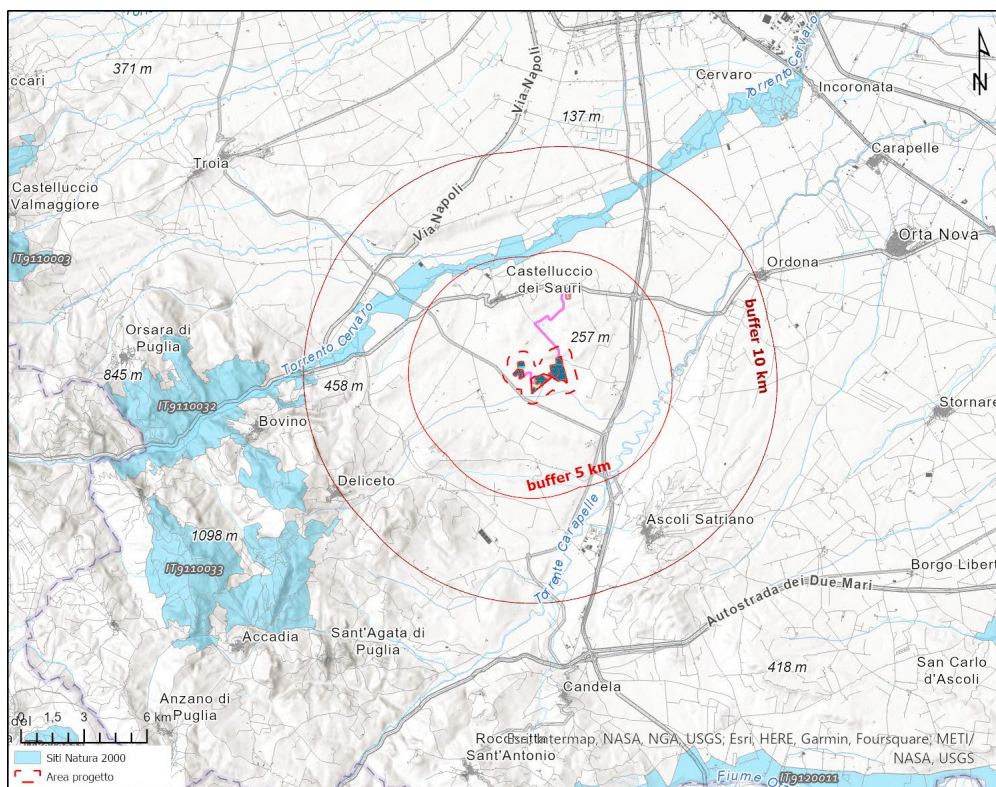 371 m
ccari
Troia
Castelluccio
Valmaggiore
IT9110003
Via Napoli
Via Napoli
137 m
Cervaro
Torrente Cervaro
Incoronata
Carapelle
N
Orta Nova
Ordona
Castelluccio
dei Sauri
257 m
buffer 10 km
Orsara di
Puglia
845 m
IT9110032
Torrento Cervaro
458 m
Bovino
Stornare
Deliceto
buffer 5 km
1098 m
IT9110033
Torrente Carapelle
Ascoli Satriano
Borgo Libert
Autostrada dei Due Mari
Accadia
Sant'Agata di
Puglia
418 m
San Carlo
d'Ascoli
Candela
Anzano di
Puglia
del
0 1,5 3 6 km
Siti Natura 2000
Area progetto
Sant'Antonio
Esri, Intermap, NASA, NGA, USGS; Esri, HERE, Garmin, Foursquare, METI/
NASA, USGS
IT9120011